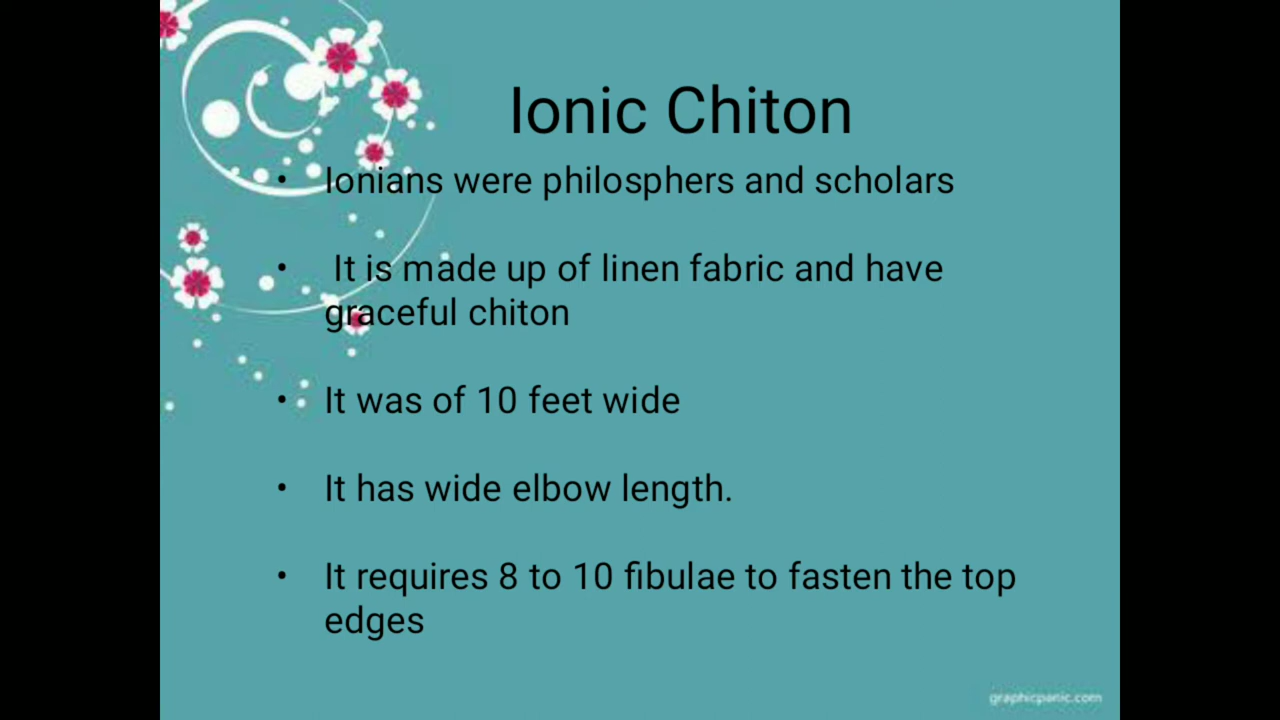 Ionic Chiton
• Ionians were philosphers and scholars
• It is made up of linen fabric and have
graceful chiton
• It was of 10 feet wide
• It has wide elbow length.
• It requires 8 to 10 fibulae to fasten the top
edges
graphicpanic.com